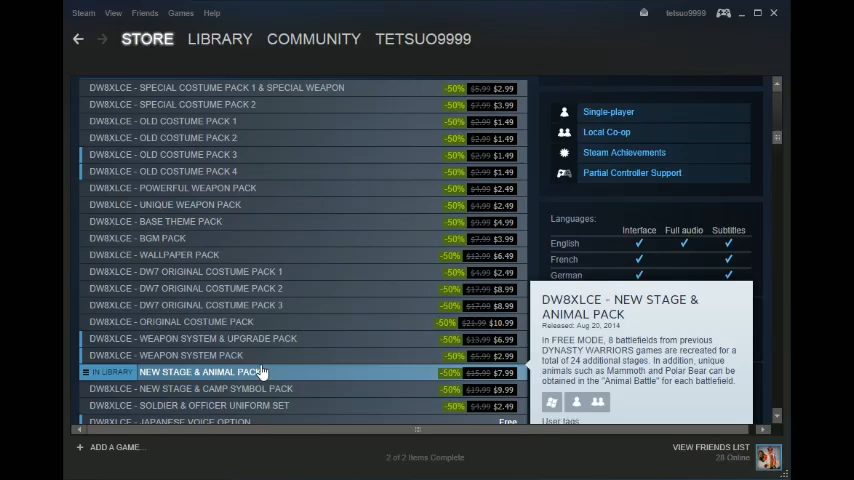 Steam View Friends Games Help
tetsuo9999
STORE LIBRARY COMMUNITY TETSUO9999
DW8XLCE - SPECIAL COSTUME PACK 1 & SPECIAL WEAPON -50% $5.99 $2.99
DW8XLCE - SPECIAL COSTUME PACK 2 -50% $7.99 $3.99
DW8XLCE - OLD COSTUME PACK 1 -50% $2.99 $1.49
DW8XLCE - OLD COSTUME PACK 2 -50% $2.99 $1.49
DW8XLCE - OLD COSTUME PACK 3 -50% $2.99 $1.49
DW8XLCE - OLD COSTUME PACK 4 -50% $2.99 $1.49
DW8XLCE - POWERFUL WEAPON PACK -50% $4.99 $2.49
DW8XLCE - UNIQUE WEAPON PACK -50% $4.99 $2.49
DW8XLCE - BASE THEME PACK -50% $9.99 $4.99
DW8XLCE - BGM PACK -50% $7.99 $3.99
DW8XLCE - WALLPAPER PACK -50% $12.99 $6.49
DW8XLCE - DW7 ORIGINAL COSTUME PACK 1 -50% $4.99 $2.49
DW8XLCE - DW7 ORIGINAL COSTUME PACK 2 -50% $17.99 $8.99
DW8XLCE - DW7 ORIGINAL COSTUME PACK 3 -50% $17.99 $8.99
DW8XLCE - ORIGINAL COSTUME PACK -50% $21.99 $10.99
DW8XLCE - WEAPON SYSTEM & UPGRADE PACK -50% $13.99 $6.99
DW8XLCE - WEAPON SYSTEM PACK -50% $5.99 $2.99
IN LIBRARY NEW STAGE & ANIMAL PACK -50% $15.99 $7.99
DW8XLCE - NEW STAGE & CAMP SYMBOL PACK -50% $19.99 $9.99
DW8XLCE - SOLDIER & OFFICER UNIFORM SET -50% $4.99 $2.49
DW8XLCE - JAPANESE VOICE OPTION Free
Single-player
Local Co-op
Steam Achievements
Partial Controller Support
Languages:
Interface Full audio Subtitles
English
French
German
DW8XLCE - NEW STAGE &
ANIMAL PACK
Released: Aug 20, 2014
In FREE MODE, 8 battlefields from previous
DYNASTY WARRIORS games are recreated for a
total of 24 additional stages. In addition, unique
animals such as Mammoth and Polar Bear can be
obtained in the "Animal Battle" for each battlefield.
User tags
ADD A GAME...
2 of 2 Items Complete
VIEW FRIENDS LIST
28 Online